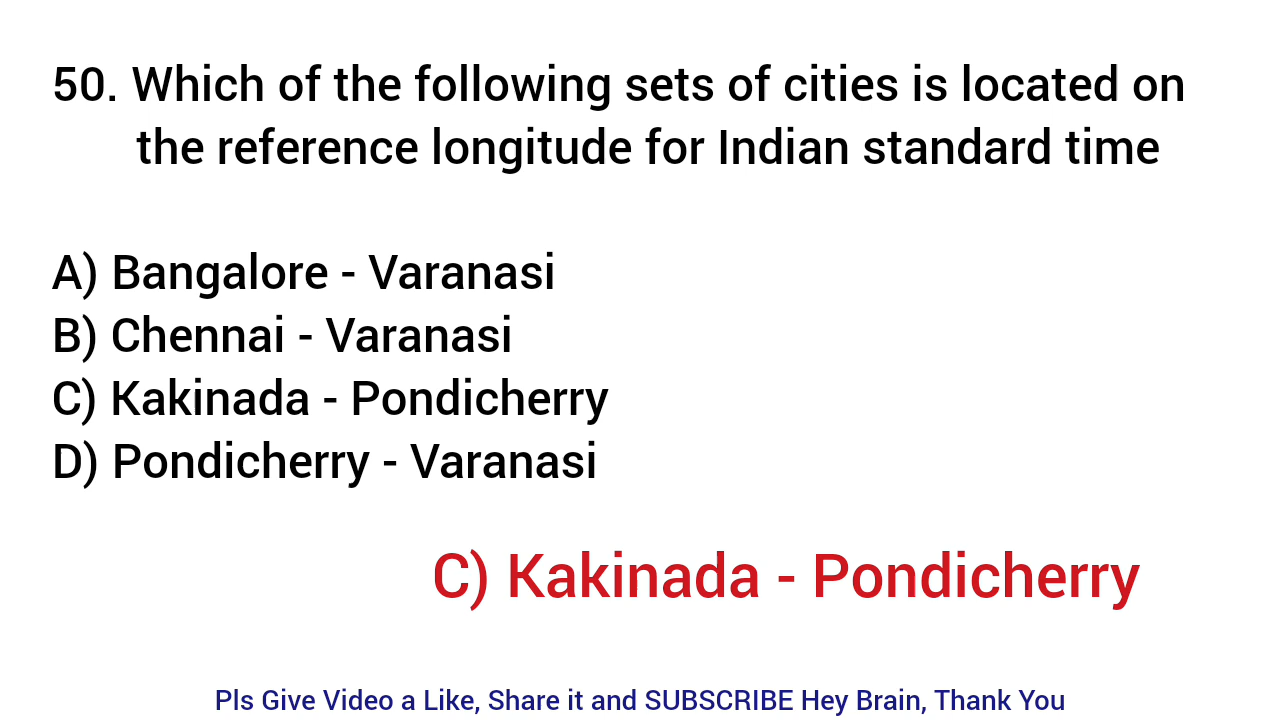 50. Which of the following sets of cities is located on
the reference longitude for Indian standard time
A) Bangalore - Varanasi
B) Chennai - Varanasi
C) Kakinada - Pondicherry
D) Pondicherry - Varanasi
C) Kakinada - Pondicherry
Pls Give Video a Like, Share it and SUBSCRIBE Hey Brain, Thank You